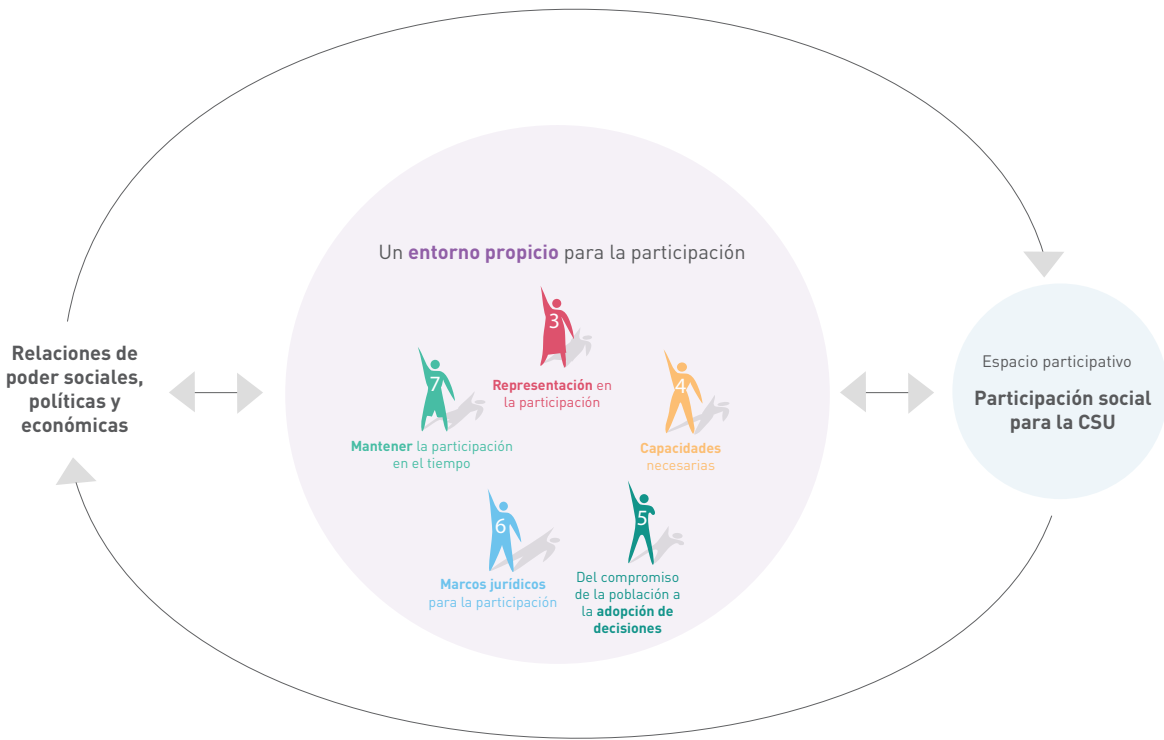 Un entorno propicio para la participación
3
Representación en
la participación
7
Mantener la participación
en el tiempo
4
Capacidades
necesarias
6
Marcos jurídicos
para la participación
5
Del compromiso
de la población a
la adopción de
decisiones
Relaciones de
poder sociales,
políticas y
económicas
Espacio participativo
Participación social
para la CSU